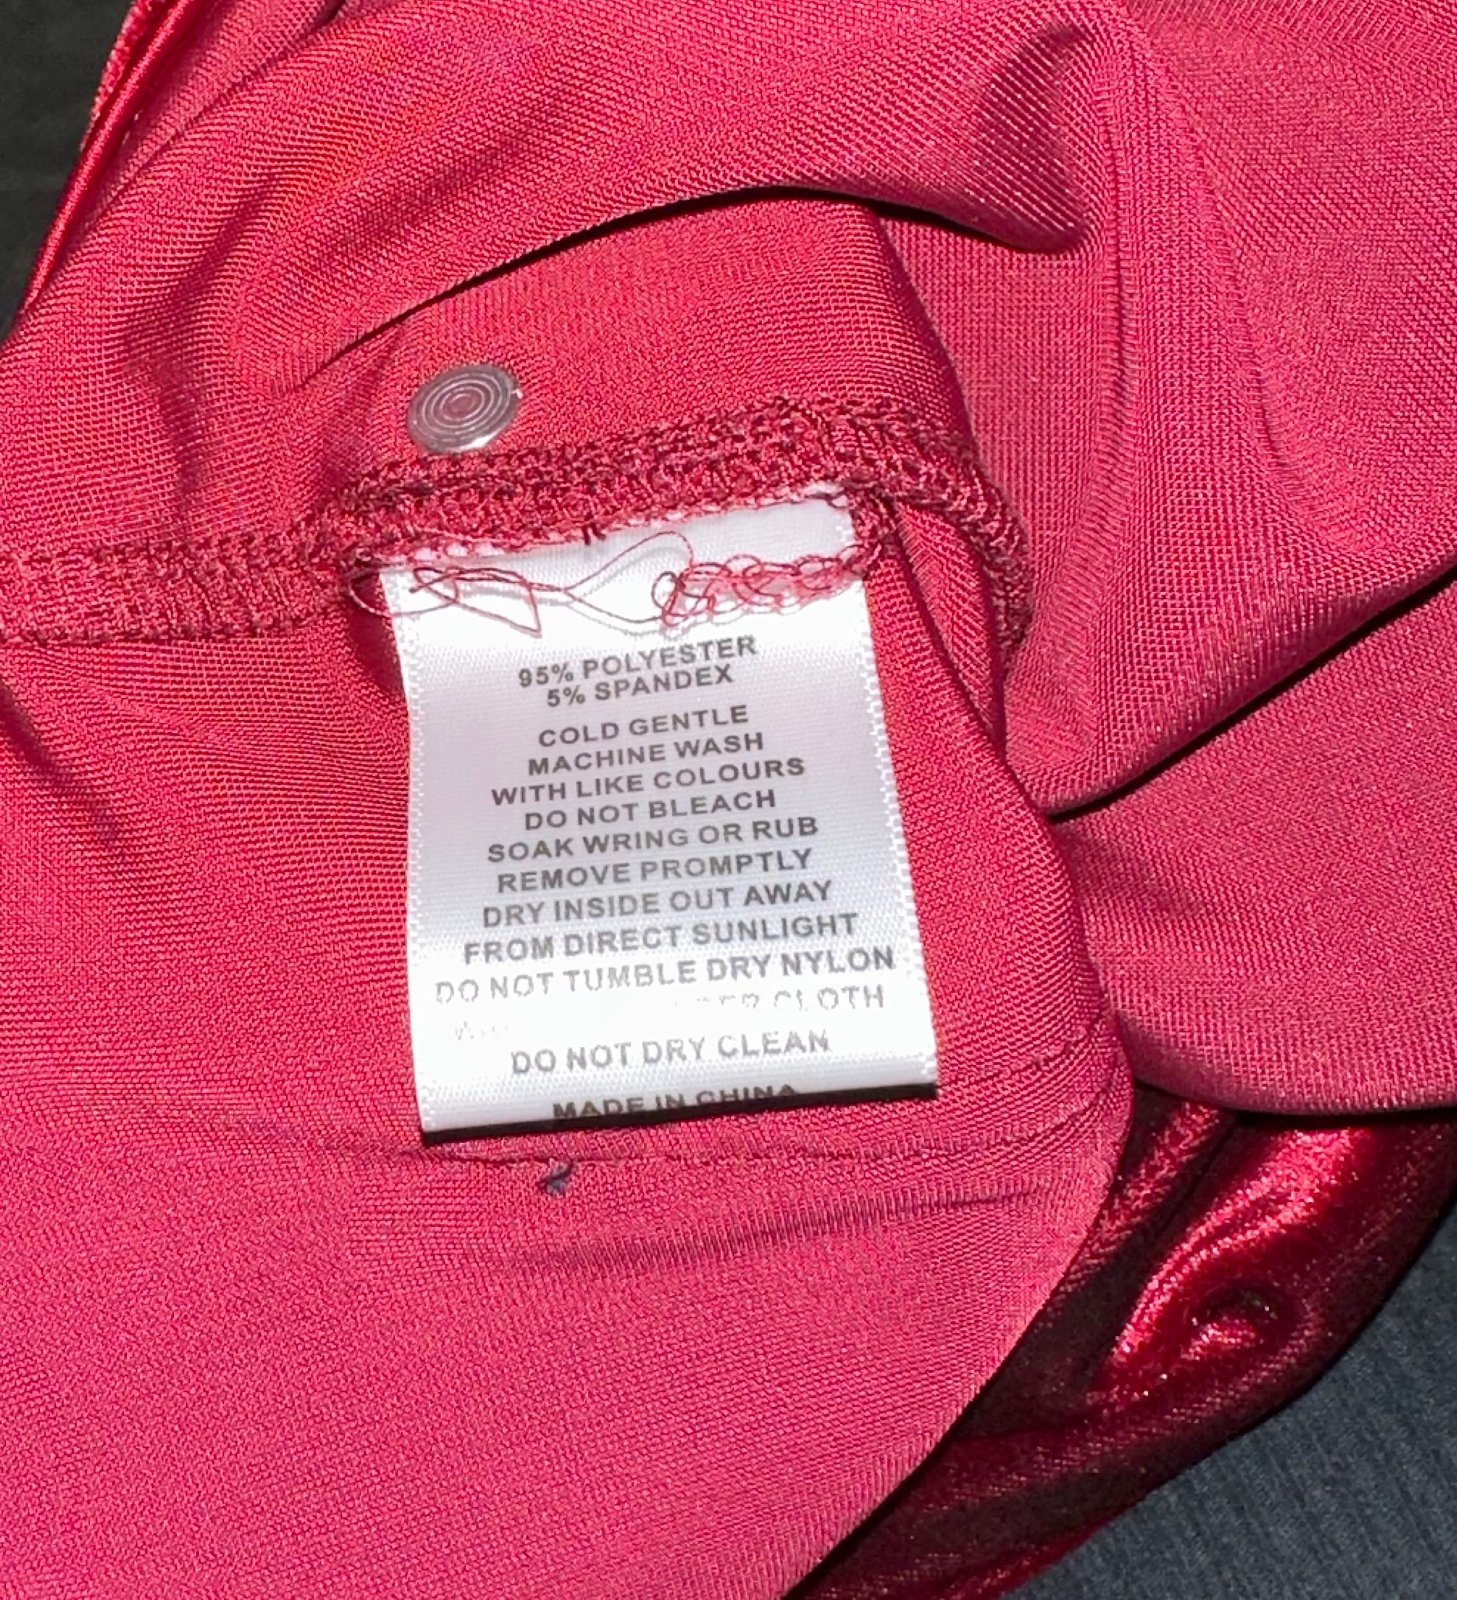 95% POLYESTER
5% SPANDEX
COLD GENTLE
MACHINE WASH
WITH LIKE COLOURS
DO NOT BLEACH
SOAK WRING OR RUB
REMOVE PROMPTLY
DRY INSIDE OUT AWAY
FROM DIRECT SUNLIGHT
DO NOT TUMBLE DRY NYLON
CLOTH
DO NOT DRY CLEAN
MADE IN CHINA